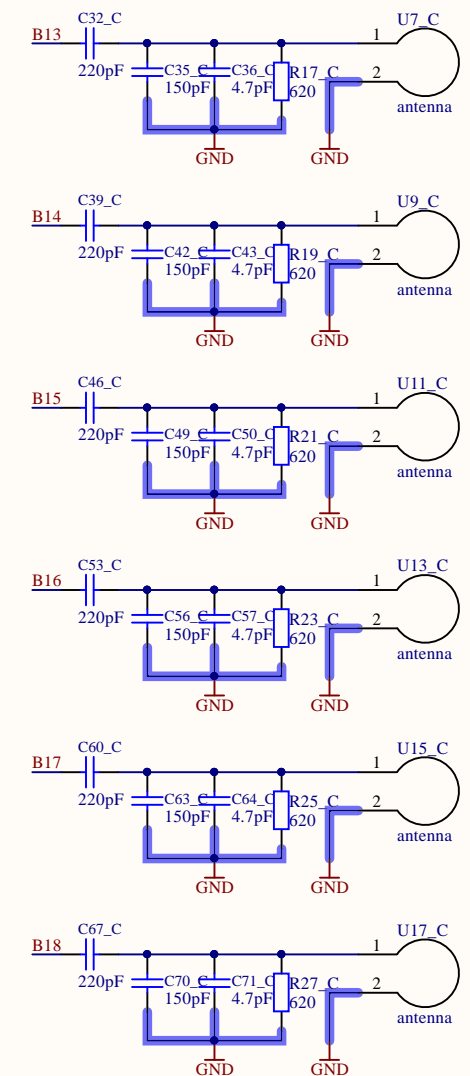 C32_C
U7_C
B13
1
220pF
C35_C
C36_C
R17_C
2
150pF
4.7pF
620
antenna
GND
GND
C39_C
U9_C
B14
1
220pF
C42_C
C43_C
R19_C
2
150pF
4.7pF
620
antenna
GND
GND
C46_C
U11_C
B15
1
220pF
C49_C
C50_C
R21_C
2
150pF
4.7pF
620
antenna
GND
GND
C53_C
U13_C
B16
1
220pF
C56_C
C57_C
R23_C
2
150pF
4.7pF
620
antenna
GND
GND
C60_C
U15_C
B17
1
220pF
C63_C
C64_C
R25_C
2
150pF
4.7pF
620
antenna
GND
GND
C67_C
U17_C
B18
1
220pF
C70_C
C71_C
R27_C
2
150pF
4.7pF
620
antenna
GND
GND